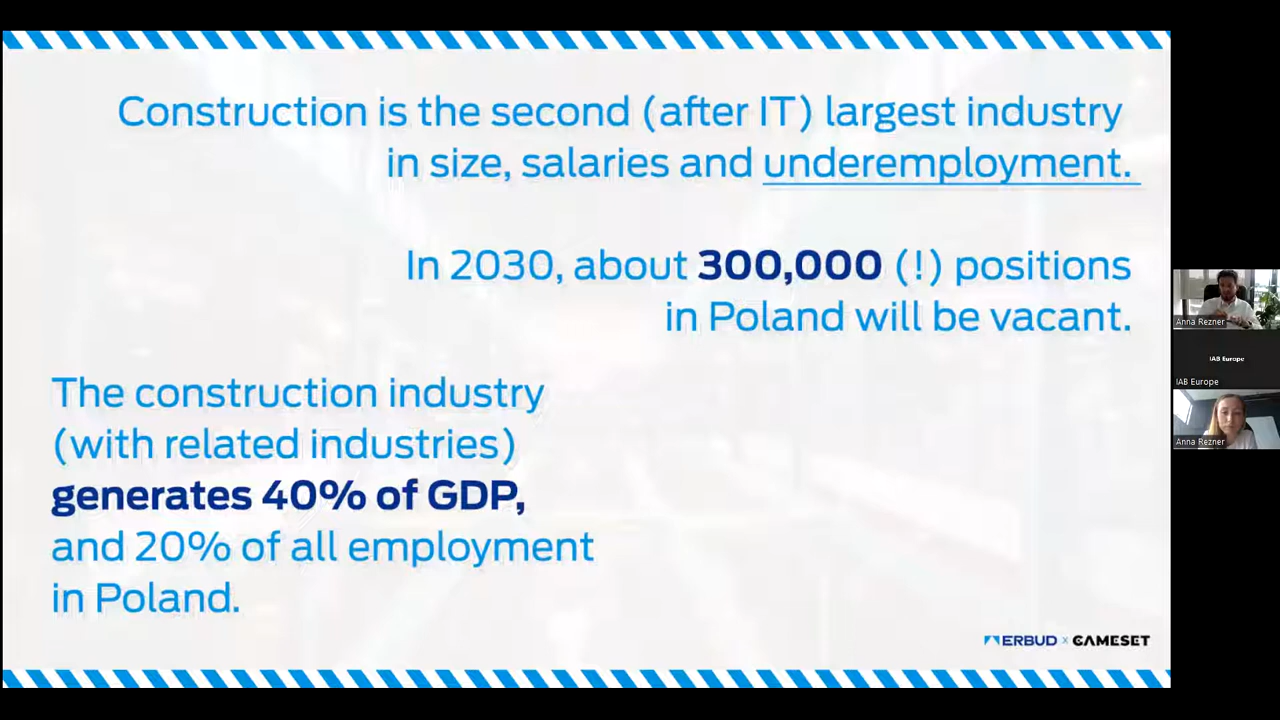 Construction is the second (after IT) largest industry
in size, salaries and underemployment.
In 2030, about 300,000 (!) positions
in Poland will be vacant.
The construction industry
(with related industries)
generates 40% of GDP,
and 20% of all employment
in Poland.
ERBUD x GAMESET
Anna Rezner
IAB Europe
IAB Europe
Anna Rezner